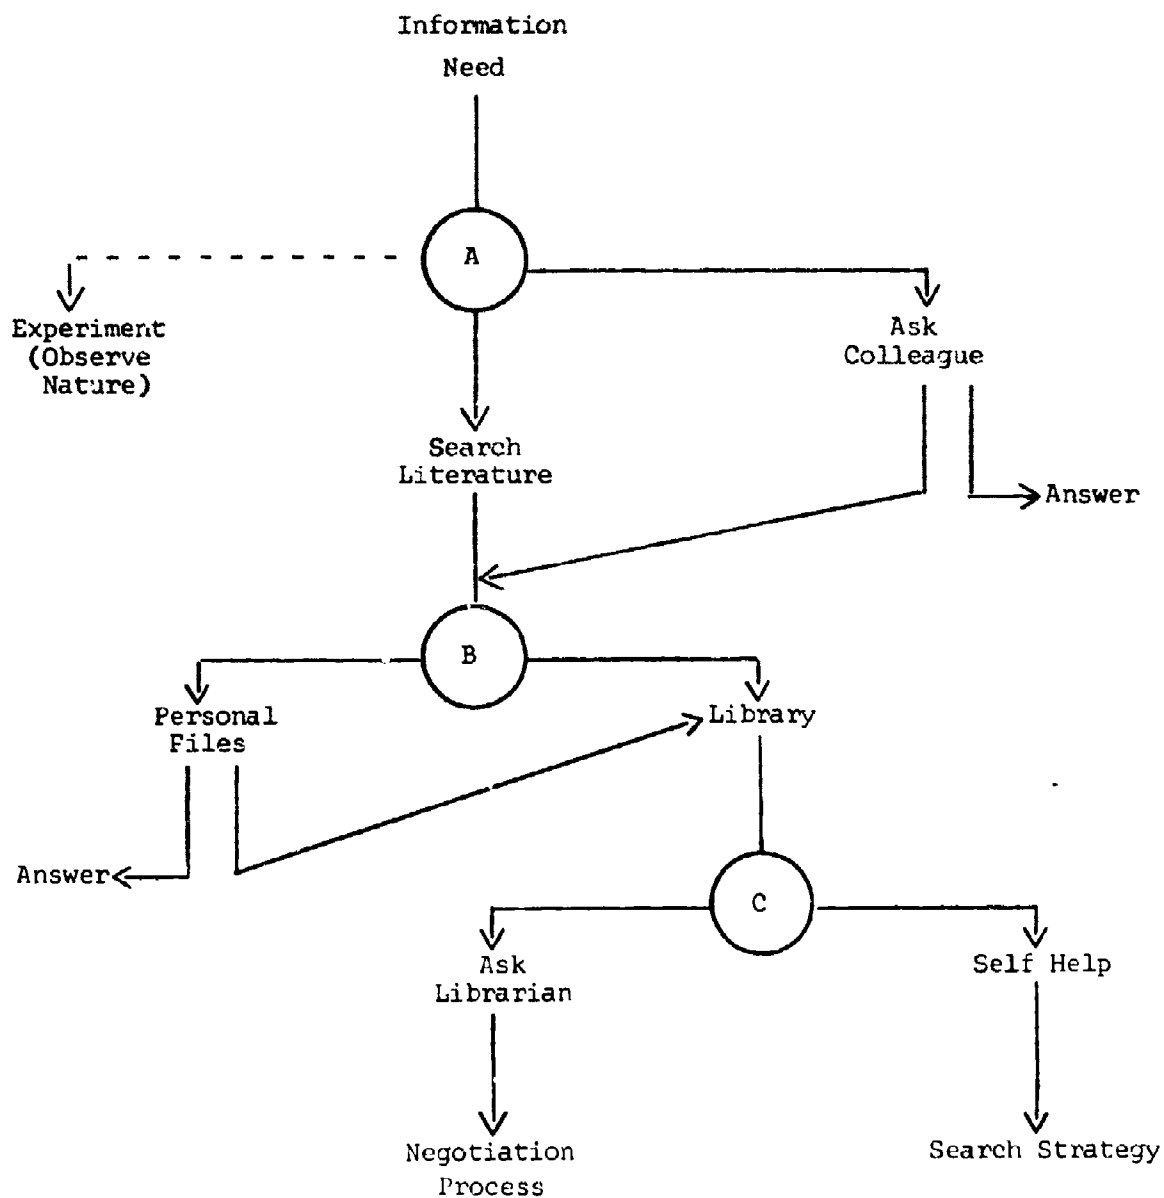 Information
Need
A
Experiment
(Observe
Nature)
Ask
Colleague
Search
Literature
Answer
B
Personal
Files
Library
Answer
C
Ask
Librarian
Self Help
Negotiation
Process
Search Strategy